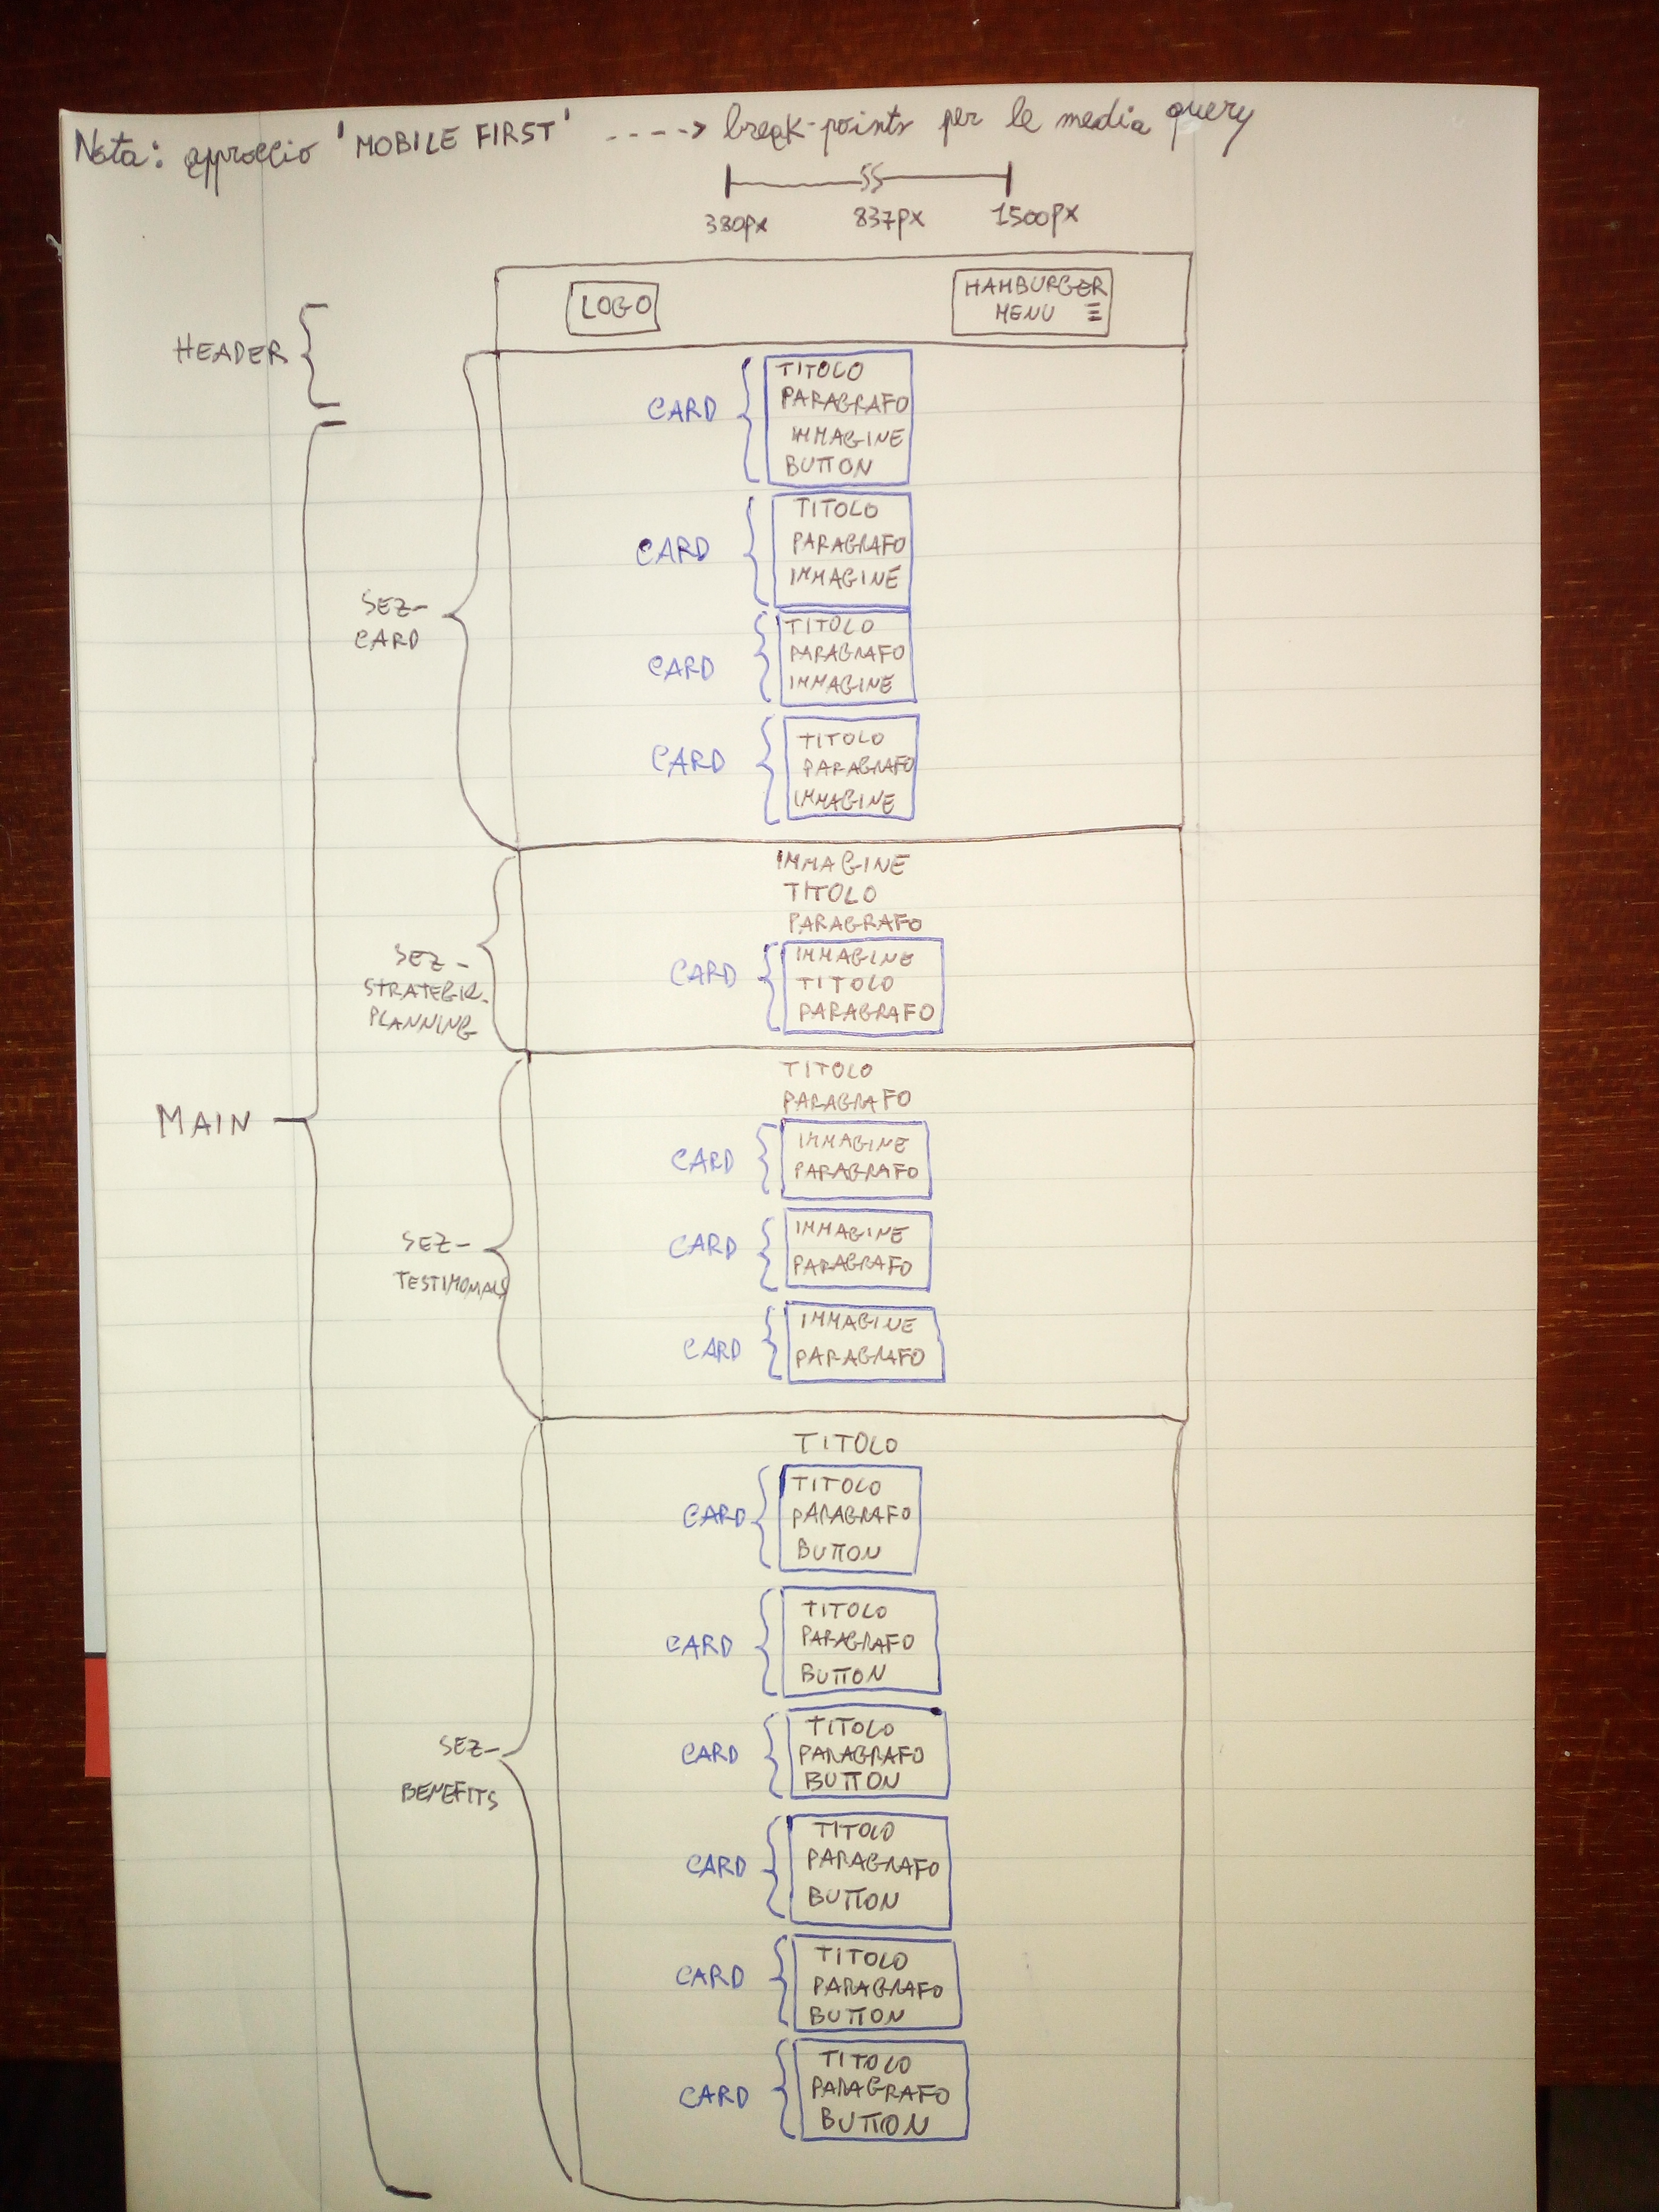 Nota: approccio 'MOBILE FIRST' ----> break-points per le media query
380px 837px 1500px
LOGO
HAMBURGER
MENU
HEADER
CARD
TITOLO
PARAGRAFO
IMMAGINE
BUTTON
CARD
TITOLO
PARAGRAFO
IMMAGINE
SEZ-
CARD
CARD
TITOLO
PARAGRAFO
IMMAGINE
CARD
TITOLO
PARAGRAFO
IMMAGINE
IMMAGINE
TITOLO
PARAGRAFO
SEZ-
STRATEGIC-
PLANNING
CARD
IMMAGINE
TITOLO
PARAGRAFO
MAIN
TITOLO
PARAGRAFO
CARD
IMMAGINE
PARAGRAFO
SEZ-
TESTIMONIALS
CARD
IMMAGINE
PARAGRAFO
CARD
IMMAGINE
PARAGRAFO
TITOLO
CARD
TITOLO
PARAGRAFO
BUTTON
CARD
TITOLO
PARAGRAFO
BUTTON
SEZ-
BENEFITS
CARD
TITOLO
PARAGRAFO
BUTTON
CARD
TITOLO
PARAGRAFO
BUTTON
CARD
TITOLO
PARAGRAFO
BUTTON
CARD
TITOLO
PARAGRAFO
BUTTON